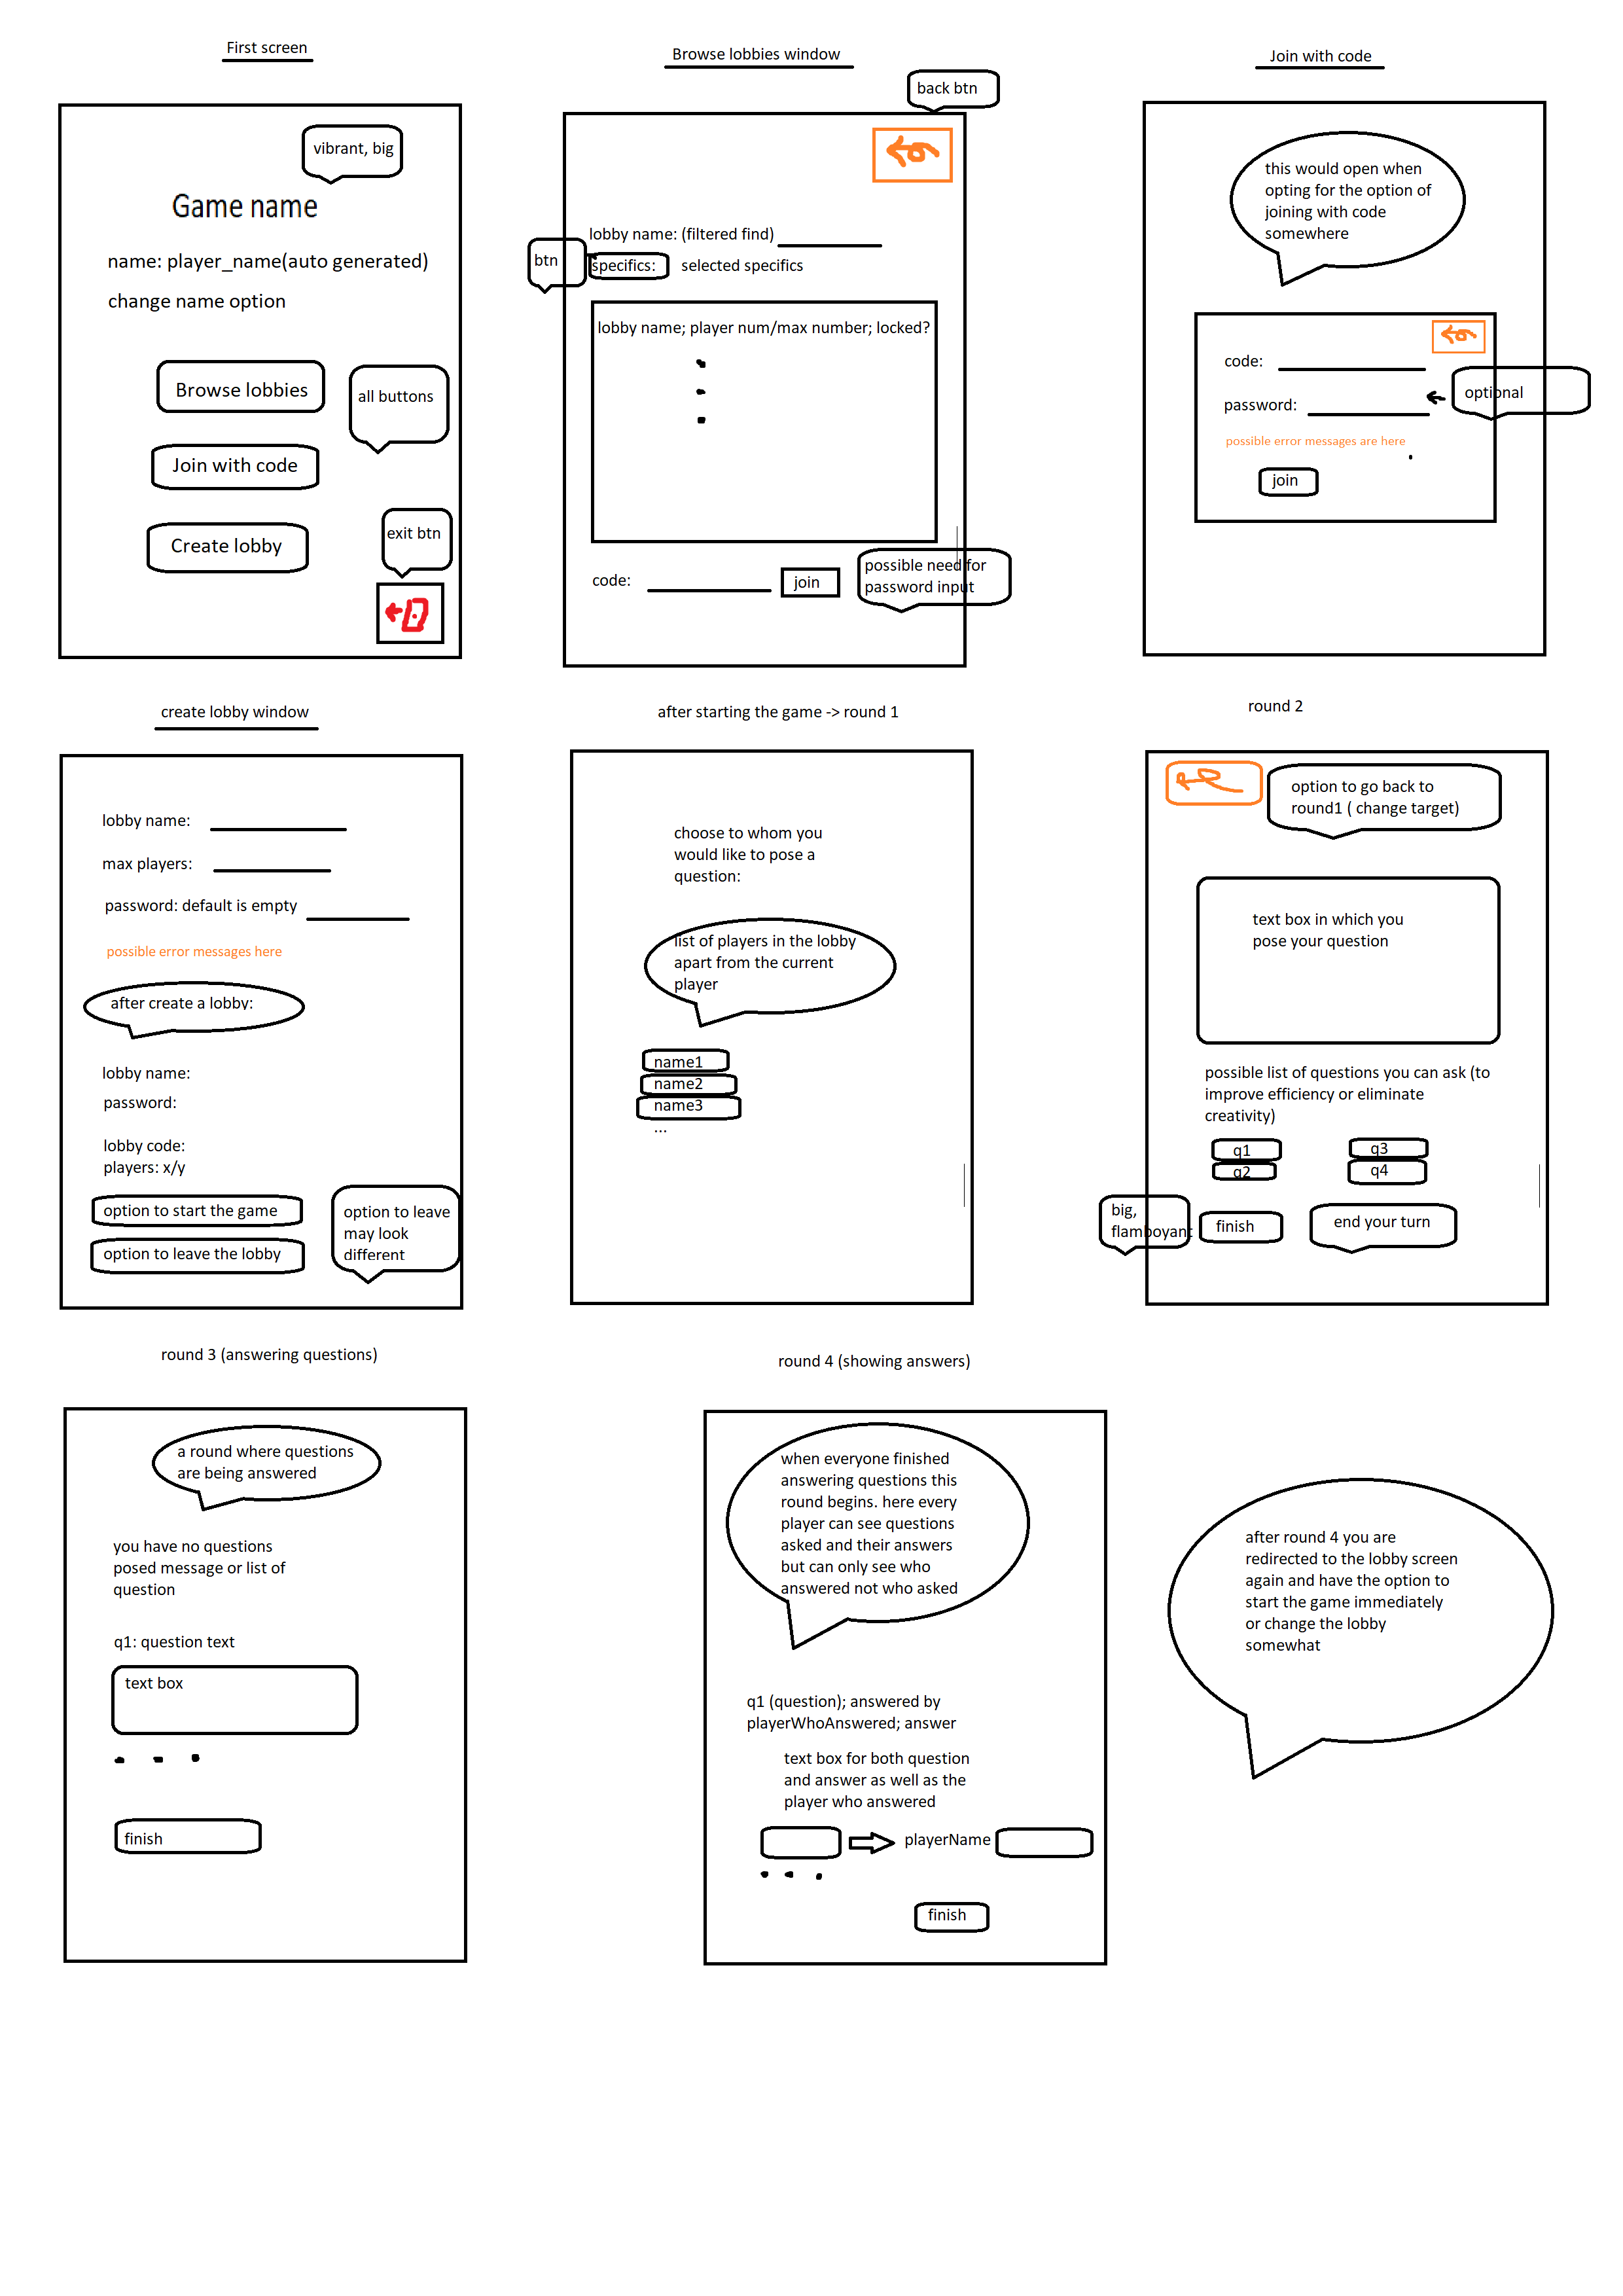 First screen
vibrant, big
Game name
name: player_name(auto generated)
change name option
Browse lobbies
all buttons
Join with code
exit btn
Create lobby
Browse lobbies window
back btn
lobby name: (filtered find)
btn
specifics:
selected specifics
lobby name; player num/max number; locked?
code:
join
possible need for
password input
Join with code
this would open when
opting for the option of
joining with code
somewhere
code:
password:
optional
possible error messages are here
join
create lobby window
lobby name:
max players:
password: default is empty
possible error messages here
after create a lobby:
lobby name:
password:
lobby code:
players: x/y
option to start the game
option to leave the lobby
option to leave
may look
different
after starting the game -> round 1
choose to whom you
would like to pose a
question:
list of players in the lobby
apart from the current
player
name1
name2
name3
...
round 2
option to go back to
round1 ( change target)
text box in which you
pose your question
possible list of questions you can ask (to
improve efficiency or eliminate
creativity)
q1
q3
q2
q4
big,
flamboyant
finish
end your turn
round 3 (answering questions)
a round where questions
are being answered
you have no questions
posed message or list of
question
q1: question text
text box
finish
round 4 (showing answers)
when everyone finished
answering questions this
round begins. here every
player can see questions
asked and their answers
but can only see who
answered not who asked
q1 (question); answered by
playerWhoAnswered; answer
text box for both question
and answer as well as the
player who answered
playerName
finish
after round 4 you are
redirected to the lobby screen
again and have the option to
start the game immediately
or change the lobby
somewhat